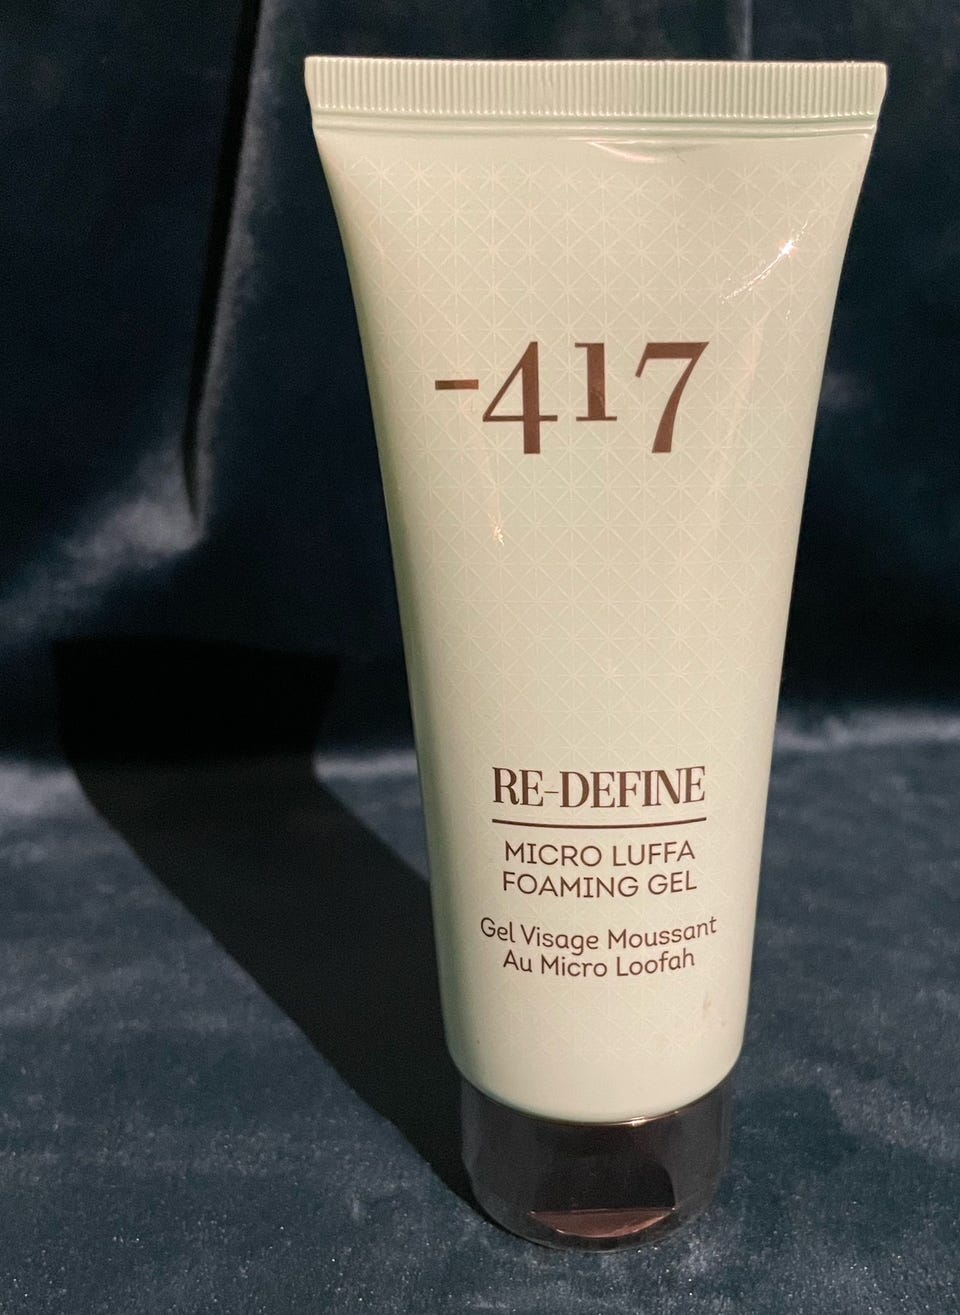 -417
RE-DEFINE
MICRO LUFFA
FOAMING GEL
Gel Visage Moussant
Au Micro Loofah